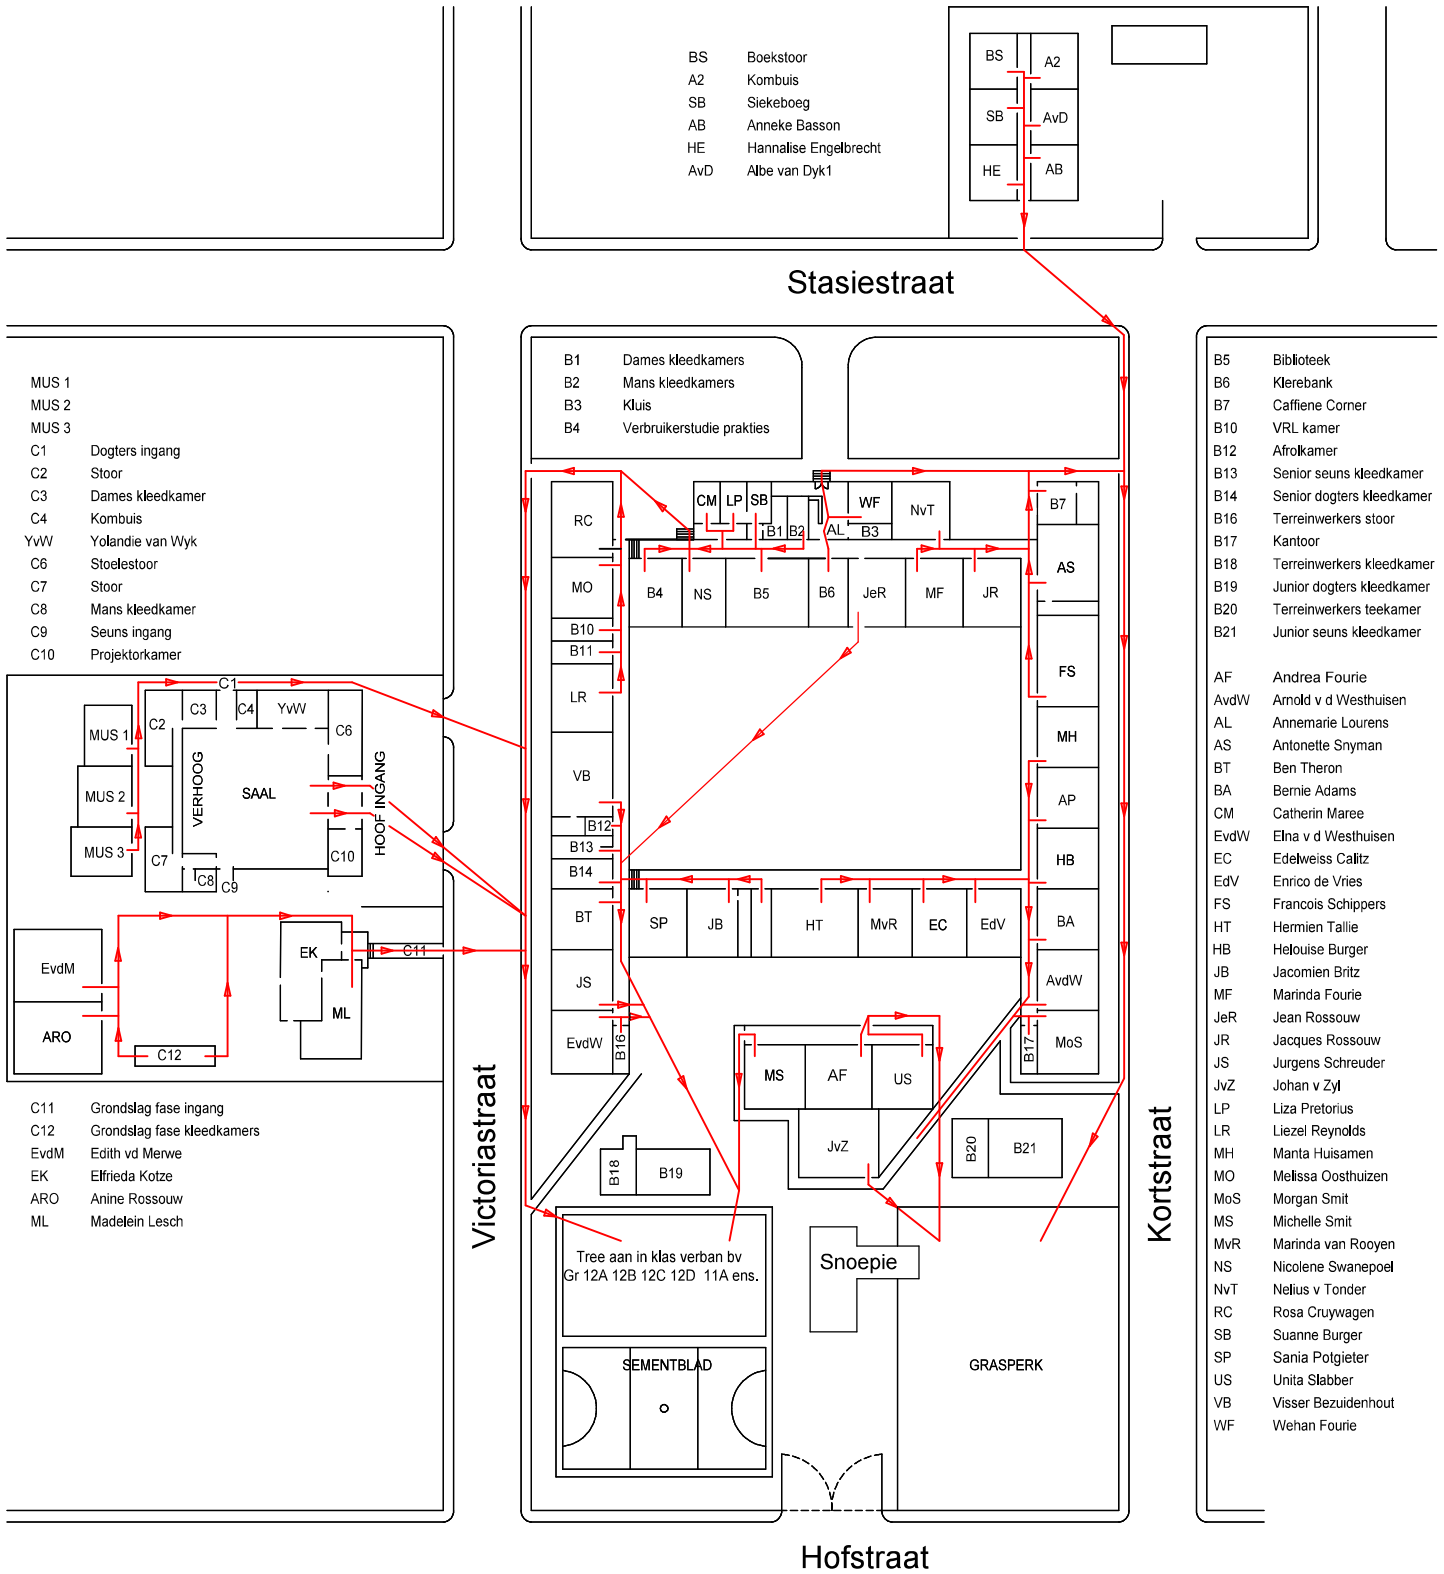 BS Boekstoor
A2 Kombuis
SB Siekeboeg
AB Anneke Basson
HE Hannalise Engelbrecht
AvD Albe van Dyk1
BS
A2
SB
AvD
HE
AB
Stasiestraat
B1 Dames kleedkamers
B2 Mans kleedkamers
B3 Kluis
B4 Verbruikerstudie prakties
MUS 1
MUS 2
MUS 3
C1 Dogters ingang
C2 Stoor
C3 Dames kleedkamer
C4 Kombuis
YvW Yolandie van Wyk
C6 Stoelestoor
C7 Stoor
C8 Mans kleedkamer
C9 Seuns ingang
C10 Projektorkamer
B5 Biblioteek
B6 Klerebank
B7 Caffiene Corner
B10 VRL kamer
B12 Afrolkamer
B13 Senior seuns kleedkamer
B14 Senior dogters kleedkamer
B16 Terreinwerkers stoor
B17 Kantoor
B18 Terreinwerkers kleedkamer
B19 Junior dogters kleedkamer
B20 Terreinwerkers teekamer
B21 Junior seuns kleedkamer
AF Andrea Fourie
AvdW Arnold v d Westhuisen
AL Annemarie Lourens
AS Antonette Snyman
BT Ben Theron
BA Bernie Adams
CM Catherin Maree
EvdW Elna v d Westhuisen
EC Edelweiss Calitz
EdV Enrico de Vries
FS Francois Schippers
HT Hermien Tallie
HB Helouise Burger
JB Jacomien Britz
MF Marinda Fourie
JeR Jean Rossouw
JR Jacques Rossouw
JS Jurgens Schreuder
JvZ Johan v Zyl
LP Liza Pretorius
LR Liezel Reynolds
MH Manta Huisamen
MO Melissa Oosthuizen
MoS Morgan Smit
MS Michelle Smit
MvR Marinda van Rooyen
NS Nicolene Swanepoel
NvT Nelius v Tonder
RC Rosa Cruywagen
SB Suanne Burger
SP Sania Potgieter
US Unita Slabber
VB Visser Bezuidenhout
WF Wehan Fourie
RC
CM
LP
SB
B1
B2
AL
WF
B3
NvT
B7
MO
B4
NS
B5
B6
JeR
MF
JR
AS
B10
B11
LR
FS
VB
MH
AP
B12
B13
B14
HB
BT
SP
JB
HT
MvR
EC
EdV
BA
JS
AvdW
EvdW
B16
MS
AF
US
B17
MoS
JvZ
B20
B21
B18
B19
C1
C2
C3
C4
YvW
C6
MUS 1
MUS 2
MUS 3
VERHOOG
SAAL
HOOF INGANG
C7
C8
C9
C10
EvdM
ARO
C12
EK
ML
C11
C11 Grondslag fase ingang
C12 Grondslag fase kleedkamers
EvdM Edith vd Merwe
EK Elfrieda Kotze
ARO Anine Rossouw
ML Madelein Lesch
Victoriastraat
Kortstraat
Tree aan in klas verban bv
Gr 12A 12B 12C 12D 11A ens.
Snoepie
SEMENTBLAD
GRASPERK
Hofstraat